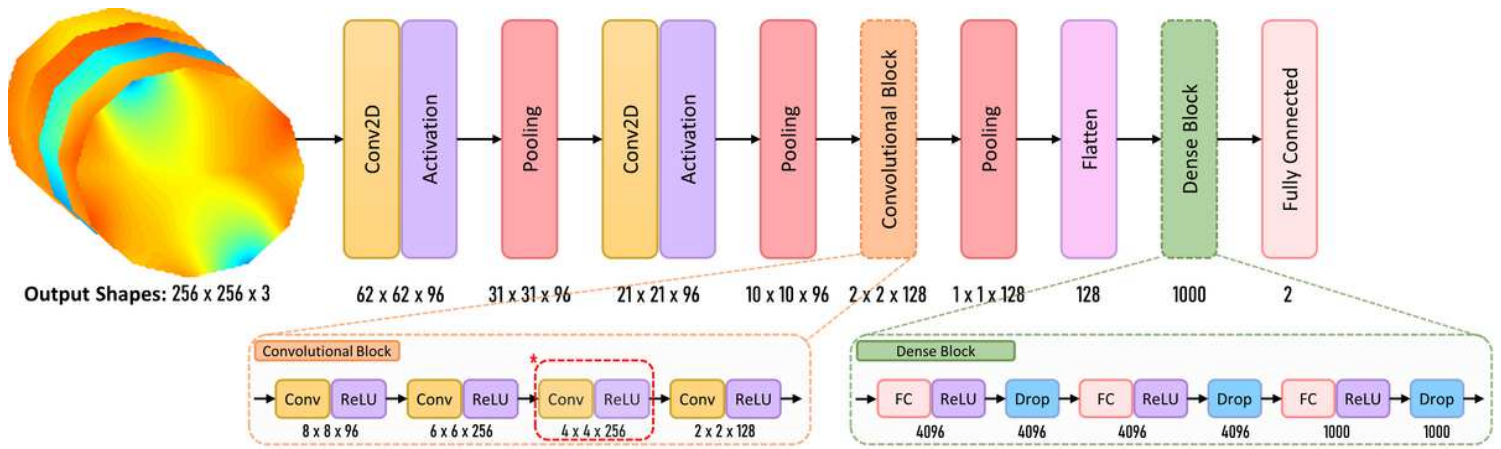 Conv2D
Activation
Pooling
Conv2D
Activation
Pooling
Convolutional Block
Pooling
Flatten
Dense Block
Fully Connected
Output Shapes: 256 x 256 x 3
62 x 62 x 96
31 x 31 x 96
21 x 21 x 96
10 x 10 x 96
2 x 2 x 128
1 x 1 x 128
128
1000
2
Convolutional Block
*
Conv ReLU Conv ReLU Conv ReLU Conv ReLU
8 x 8 x 96 6 x 6 x 256 4 x 4 x 256 2 x 2 x 128
Dense Block
FC ReLU Drop FC ReLU Drop FC ReLU Drop
4096 4096 4096 4096 1000 1000